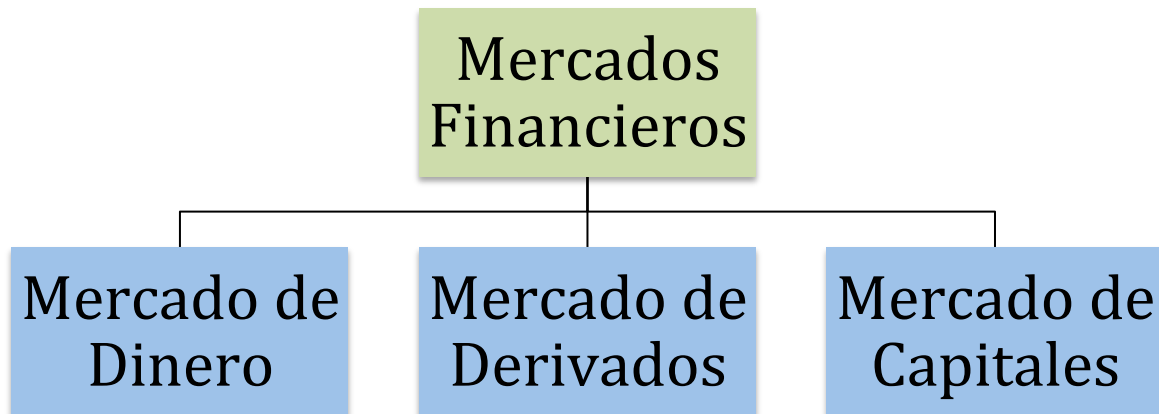 Mercados
Financieros
Mercado de
Dinero
Mercado de
Derivados
Mercado de
Capitales